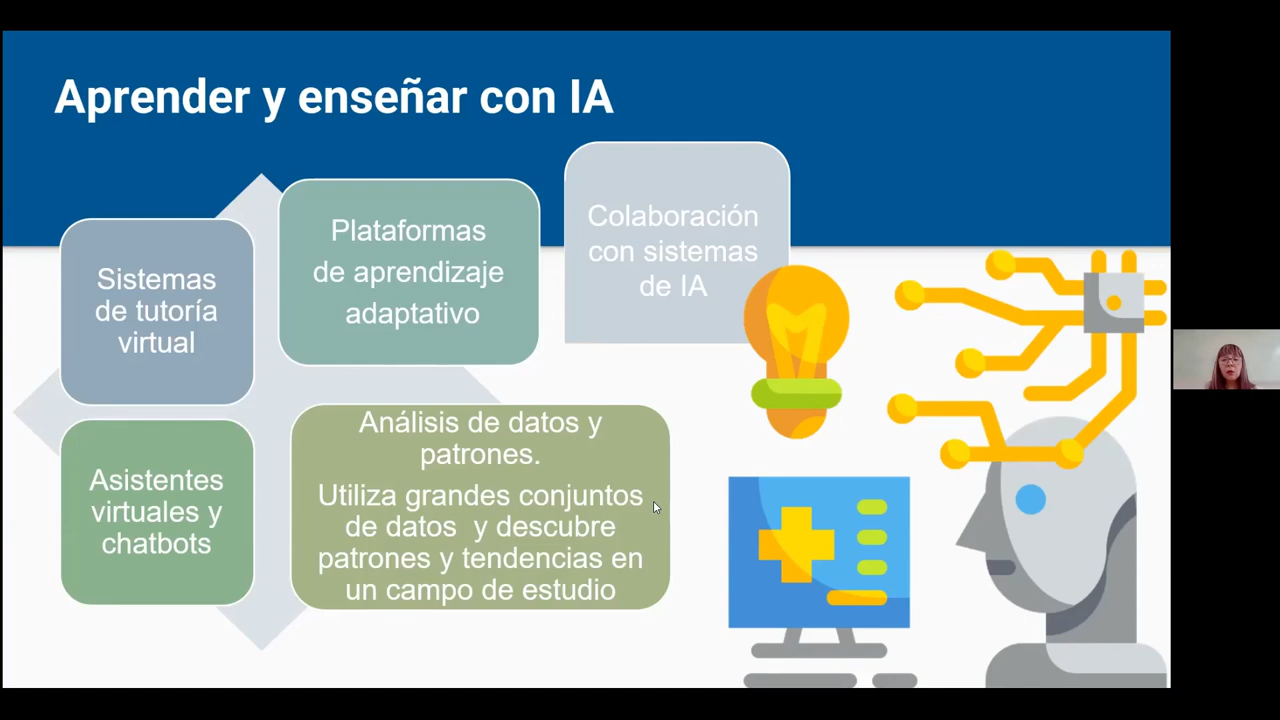 Aprender y enseñar con IA
Sistemas
de tutoría
virtual
Plataformas
de aprendizaje
adaptativo
Colaboración
con sistemas
de IA
Asistentes
virtuales y
chatbots
Análisis de datos y
patrones.
Utiliza grandes conjuntos
de datos  y descubre
patrones y tendencias en
un campo de estudio